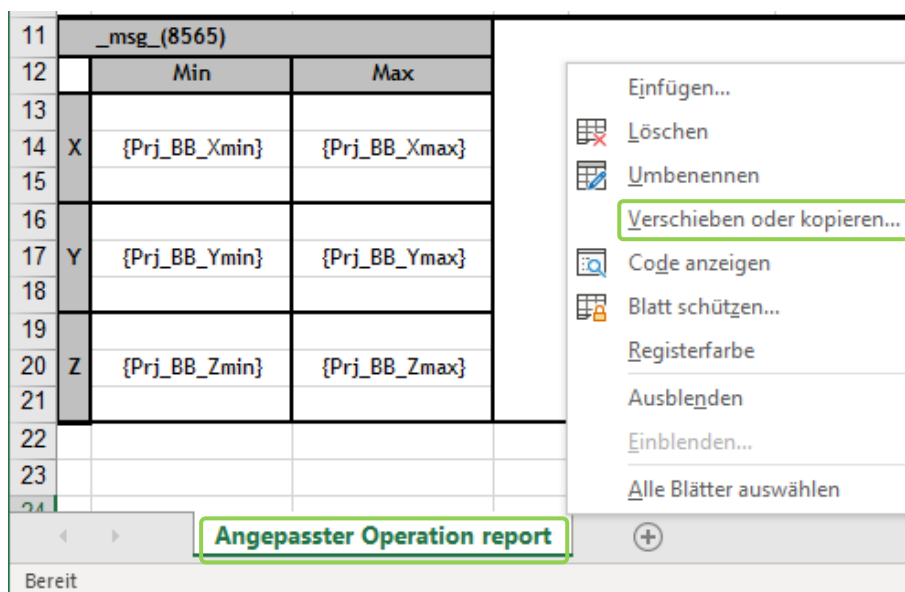 11 _msg_(8565)
12 Min Max
13
14 X {Prj_BB_Xmin} {Prj_BB_Xmax}
15
16
17 Y {Prj_BB_Ymin} {Prj_BB_Ymax}
18
19
20 Z {Prj_BB_Zmin} {Prj_BB_Zmax}
21
22
23
24
Einfügen...
Löschen
Umbenennen
Verschieben oder kopieren...
Code anzeigen
Blatt schützen...
Registerfarbe
Ausblenden
Einblenden...
Alle Blätter auswählen
Angepasster Operation report
Bereit